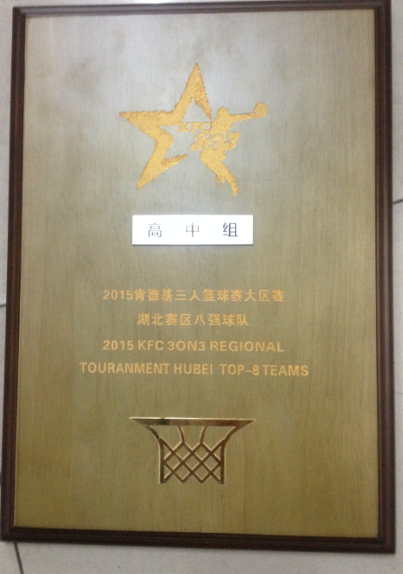 高中组
2015肯德基三人篮球赛大区赛
湖北赛区八强球队
2015 KFC 3ON3 REGIONAL
TOURANMENT HUBEI TOP-8 TEAMS